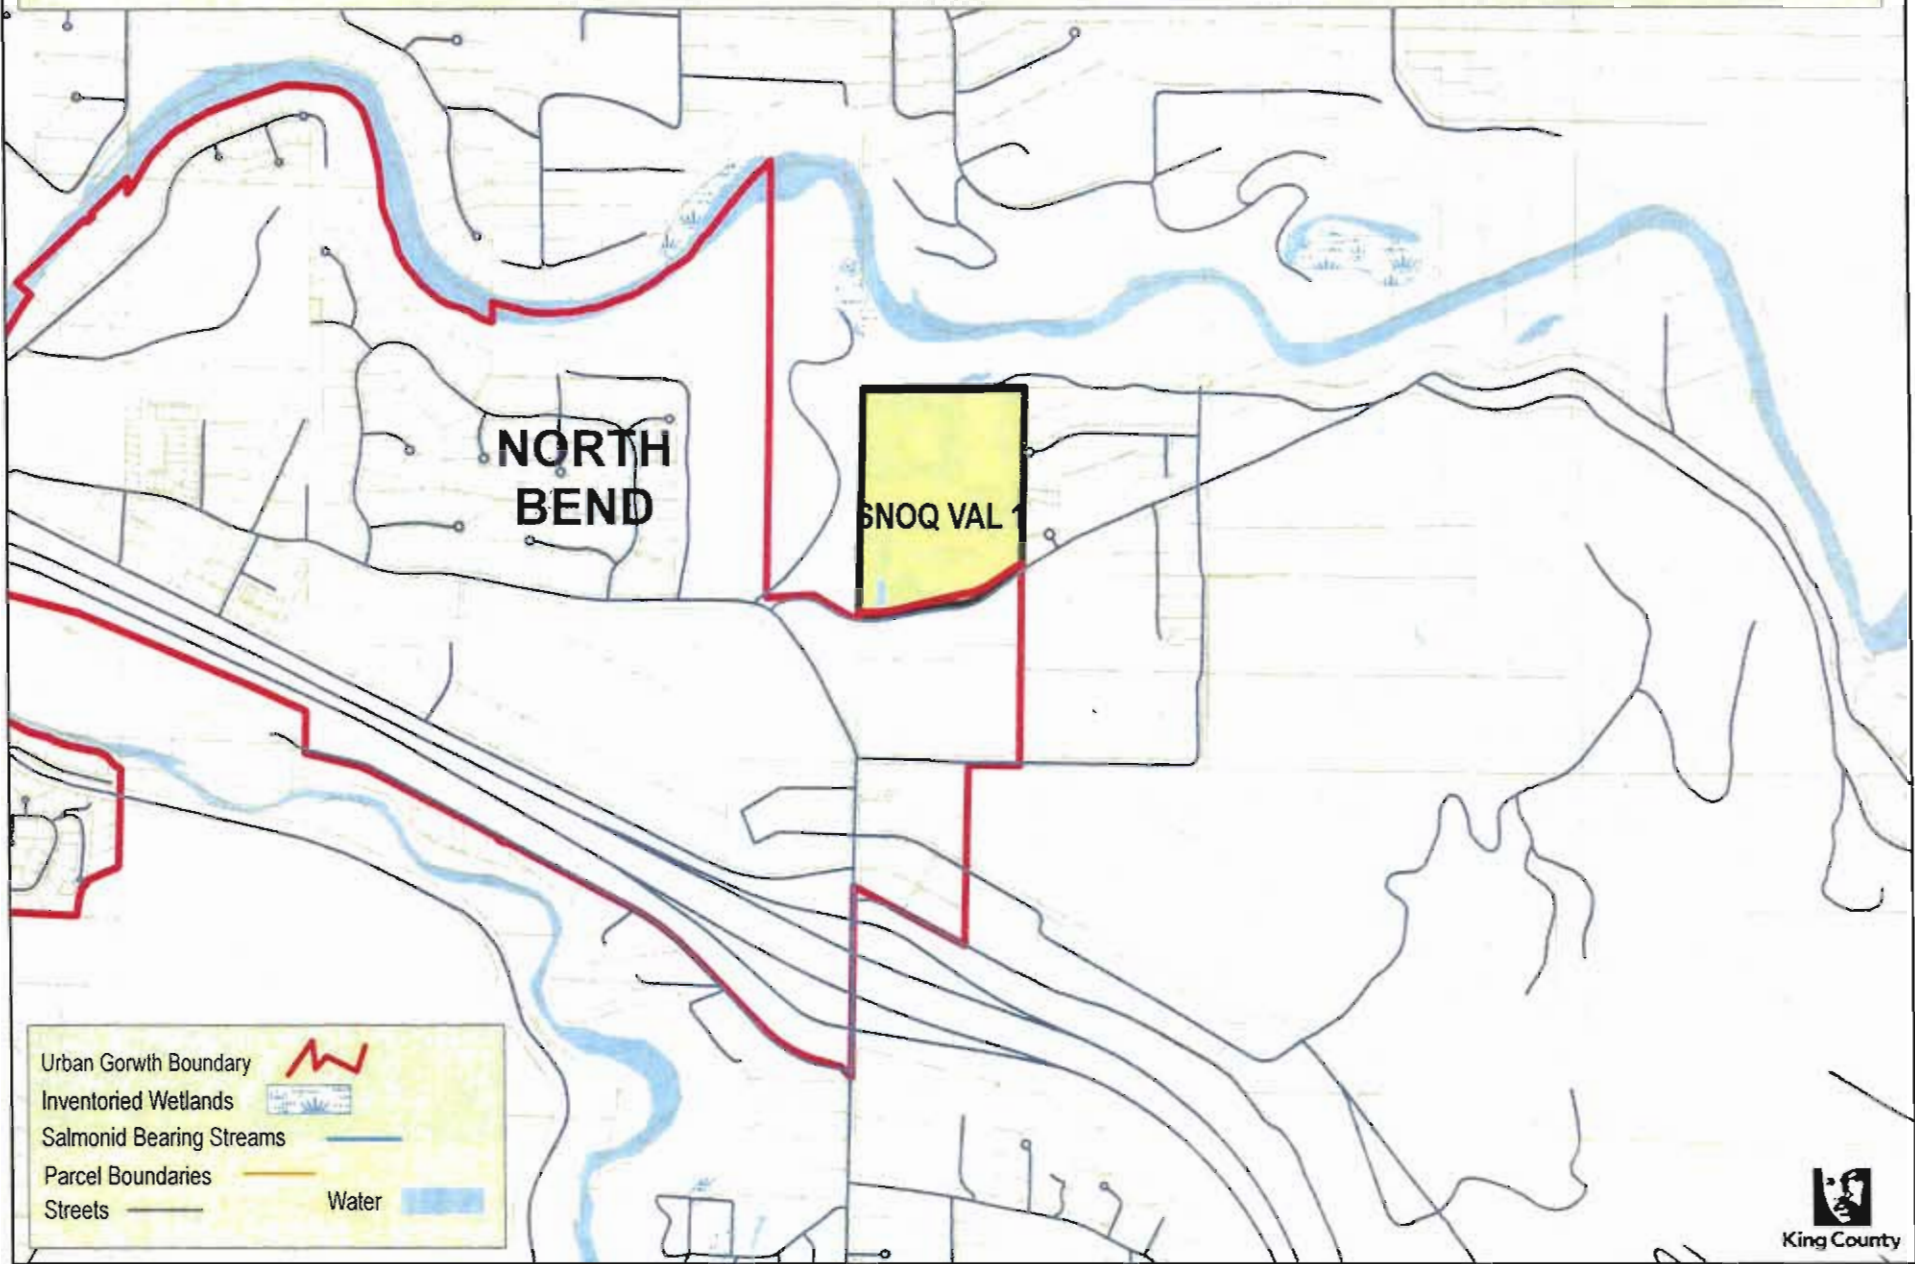 NORTH
BEND
SNOQ VAL 1
Urban Gorwth Boundary
Inventoried Wetlands
Salmonid Bearing Streams
Parcel Boundaries
Streets
Water
King County